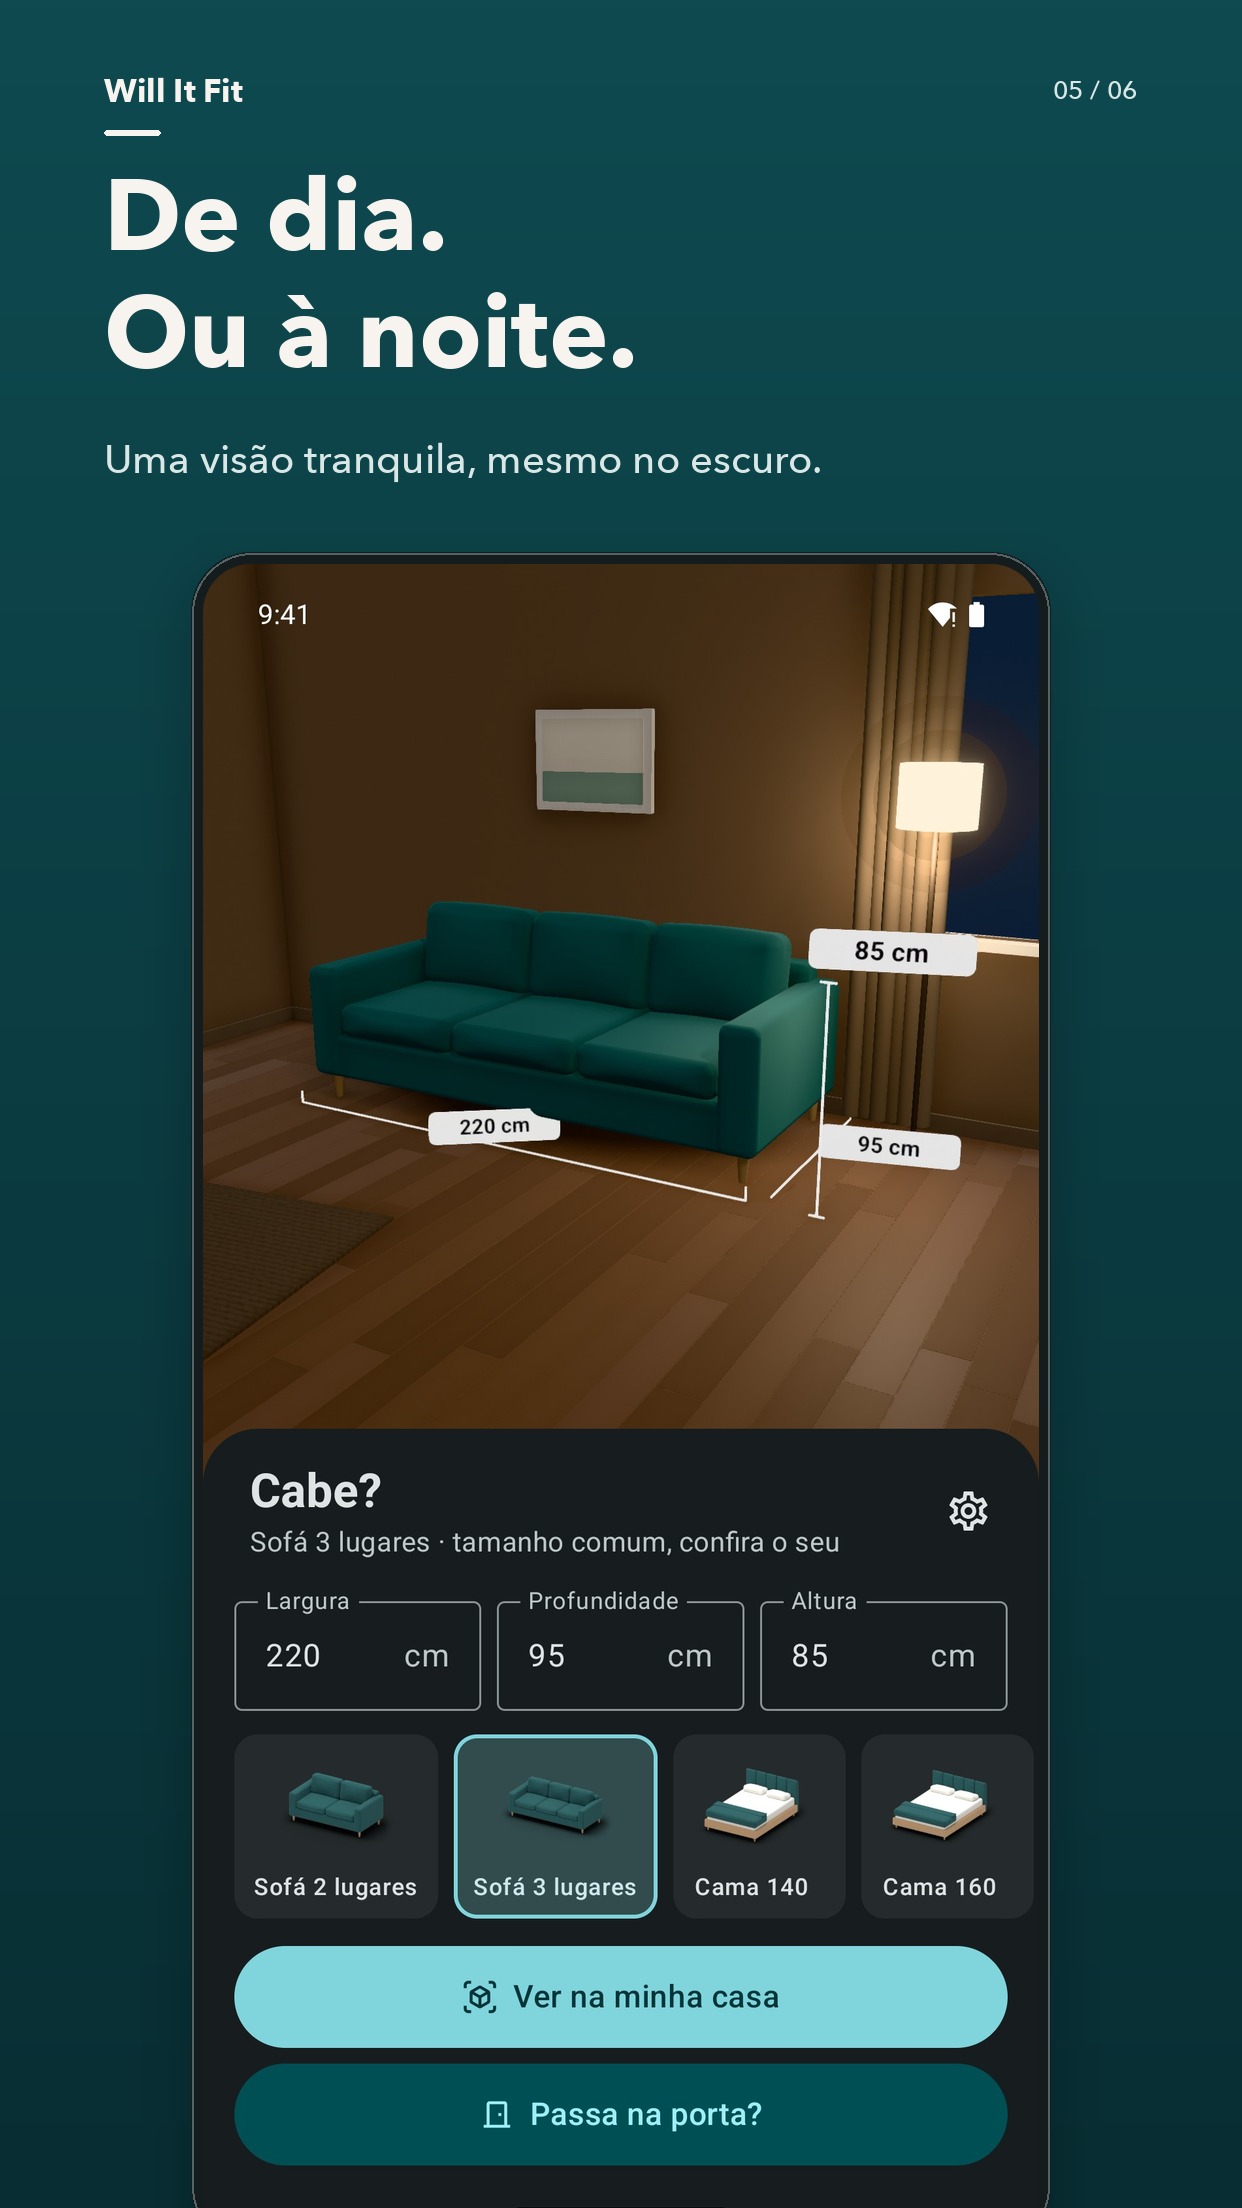 Will It Fit
05 / 06
De dia.
Ou à noite.
Uma visão tranquila, mesmo no escuro.
9:41
85 cm
220 cm
95 cm
Cabe?
Sofá 3 lugares · tamanho comum, confira o seu
Largura
Profundidade
Altura
220 cm
95 cm
85 cm
Sofá 2 lugares
Sofá 3 lugares
Cama 140
Cama 160
Ver na minha casa
Passa na porta?